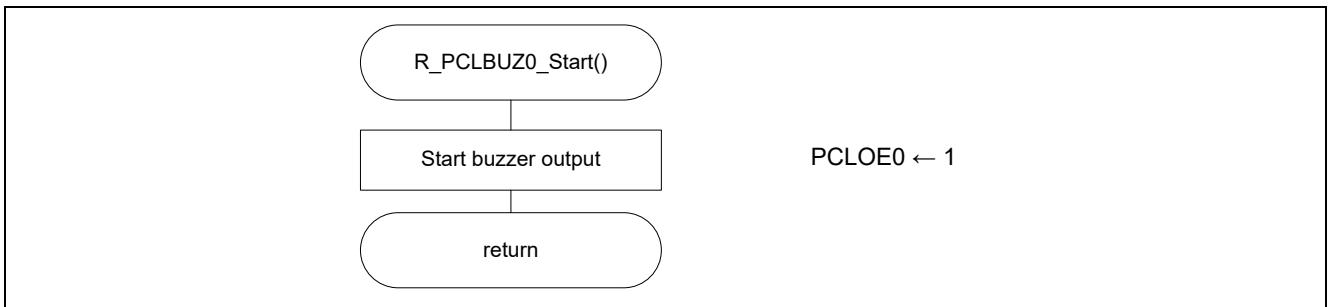 R_PCLBUZ0_Start()
Start buzzer output
PCLOE0 ← 1
return